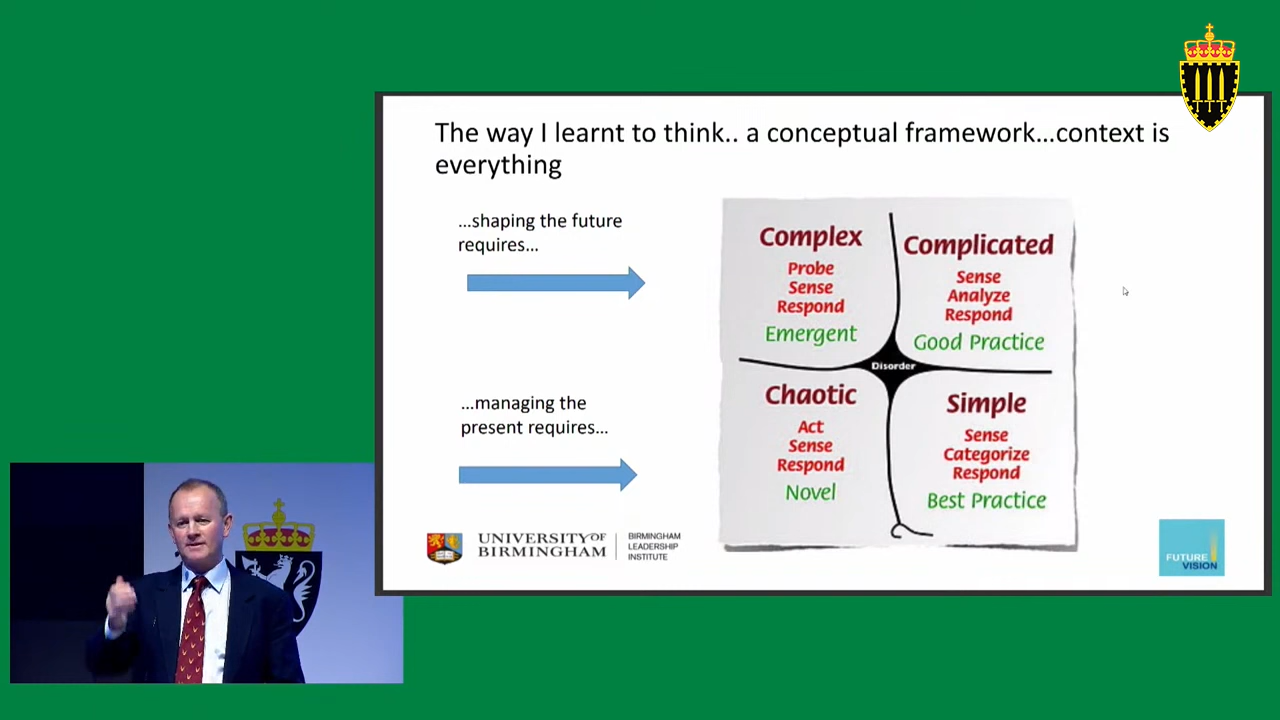 The way I learnt to think.. a conceptual framework...context is
everything
...shaping the future
requires...
...managing the
present requires...
Complex
Probe
Sense
Respond
Emergent
Complicated
Sense
Analyze
Respond
Good Practice
Disorder
Chaotic
Act
Sense
Respond
Novel
Simple
Sense
Categorize
Respond
Best Practice
UNIVERSITY OF
BIRMINGHAM
BIRMINGHAM
LEADERSHIP
INSTITUTE
FUTURE
VISION